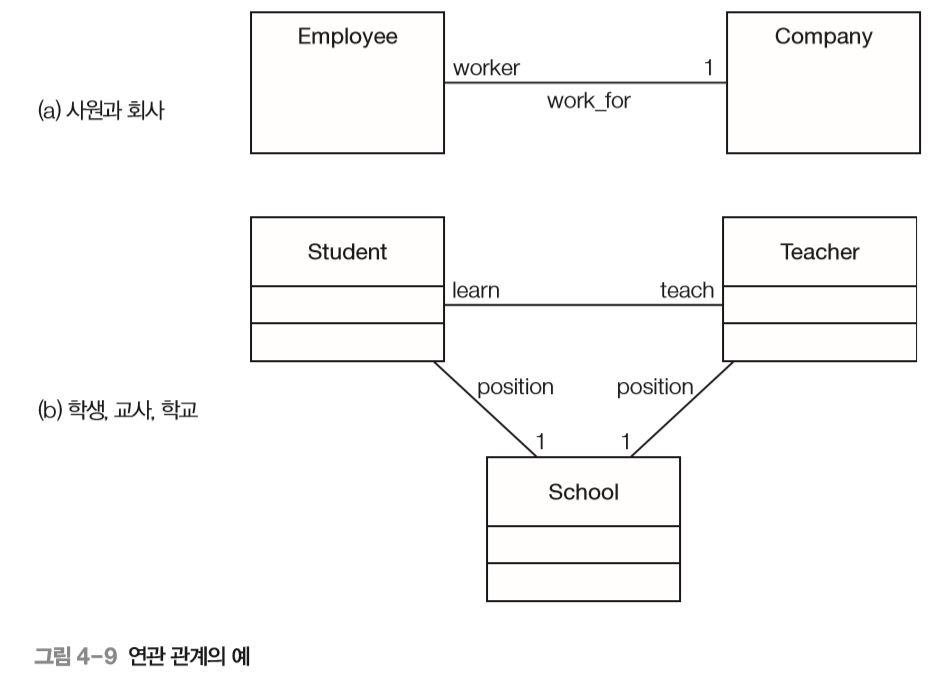 Employee
Company
worker
1
work_for
(a) 사원과 회사
Student
Teacher
learn
teach
position
position
(b) 학생, 교사, 학교
1
1
School
그림 4-9 연관 관계의 예